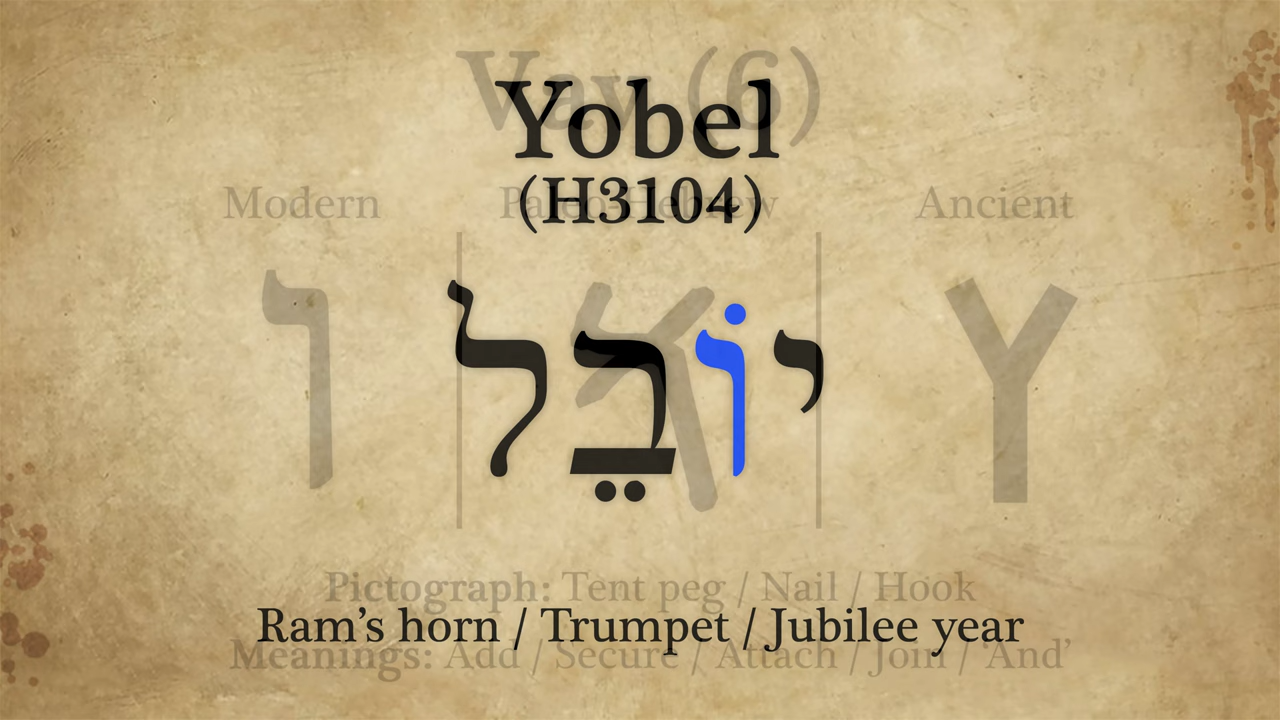 Vav (6)
Yobel
(H3104)
Modern
Paleo-Hebrew
Ancient
ו
יוֹבֵל
Pictograph: Tent peg / Nail / Hook
Ram’s horn / Trumpet / Jubilee year
Meanings: Add / Secure / Attach / Join / ‘And’